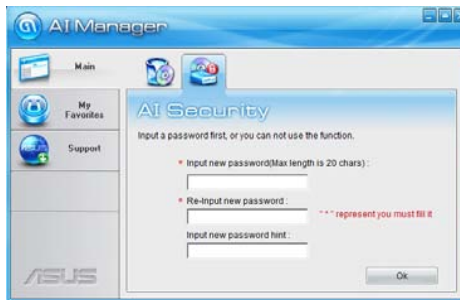 AI Manager
Main
My
Favorites
Support
AI Security
Input a password first, or you can not use the function.
* Input new password(Max length is 20 chars) :
* Re-Input new password :
" * " represent you must fill it
Input new password hint :
Ok
ASUS